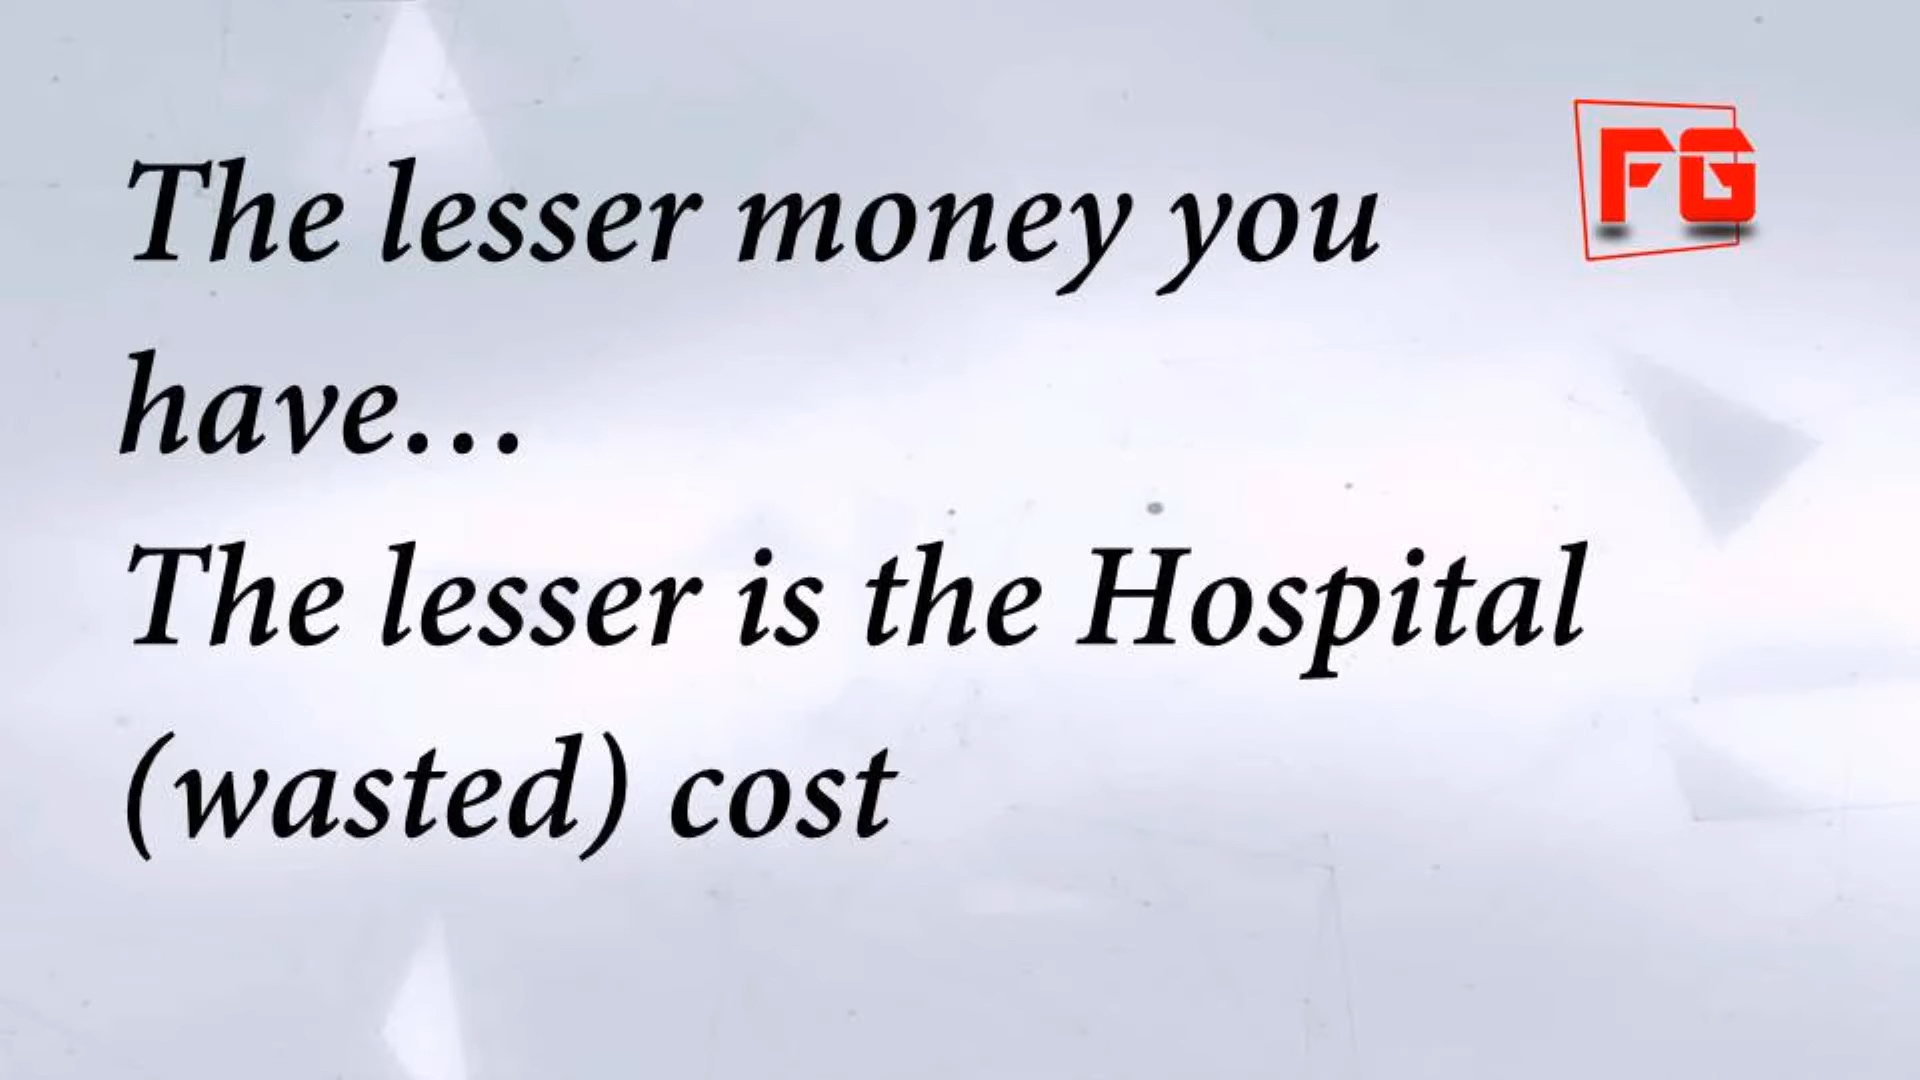 The lesser money you
FG
have...
The lesser is the Hospital
(wasted) cost